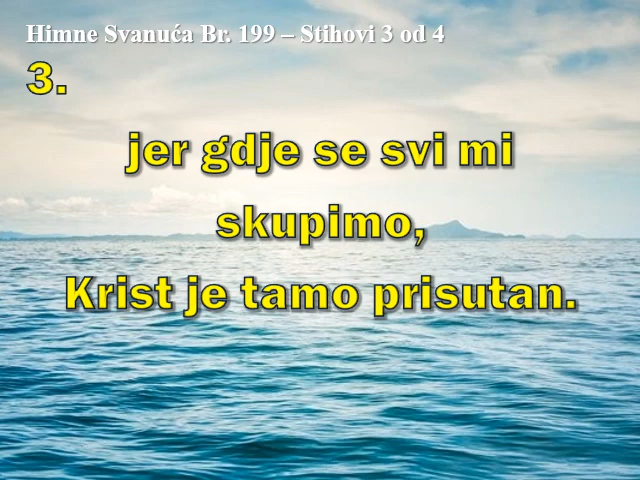 Himne Svanuća Br. 199 – Stihovi 3 od 4
3.
jer gdje se svi mi
skupimo,
Krist je tamo prisutan.